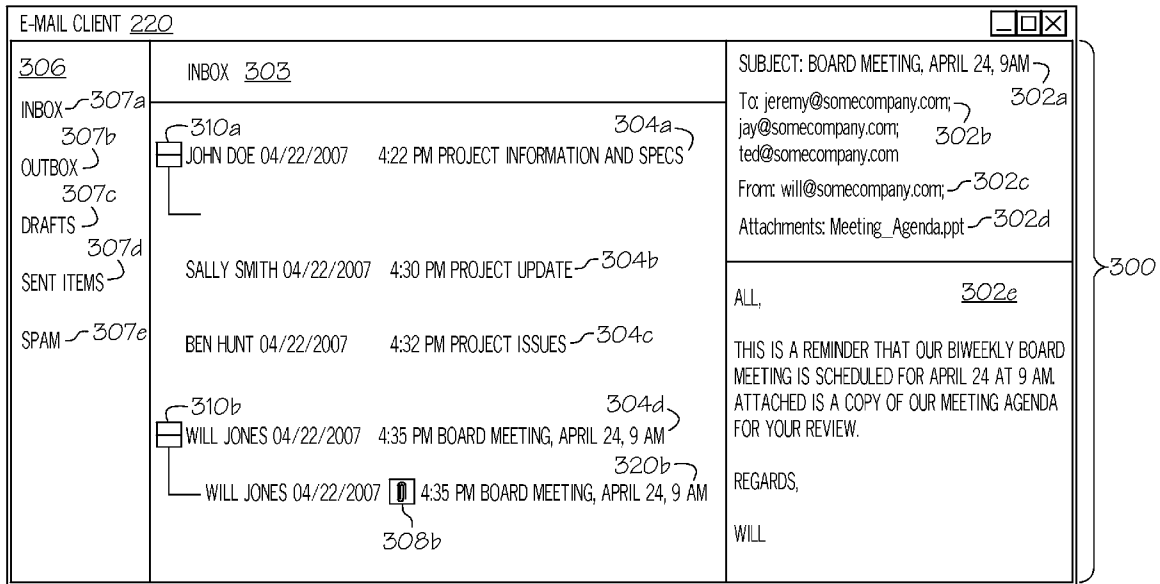 E-MAIL CLIENT 220
306
INBOX 307a
307b
OUTBOX
307c
DRAFTS
307d
SENT ITEMS
SPAM 307e
INBOX 303
310a
304a
JOHN DOE 04/22/2007 4:22 PM PROJECT INFORMATION AND SPECS
SALLY SMITH 04/22/2007 4:30 PM PROJECT UPDATE 304b
BEN HUNT 04/22/2007 4:32 PM PROJECT ISSUES 304c
310b
304d
WILL JONES 04/22/2007 4:35 PM BOARD MEETING, APRIL 24, 9 AM
320b
WILL JONES 04/22/2007 4:35 PM BOARD MEETING, APRIL 24, 9 AM
308b
SUBJECT: BOARD MEETING, APRIL 24, 9AM
302a
To: jeremy@somecompany.com;
jay@somecompany.com; 302b
ted@somecompany.com
From: will@somecompany.com; 302c
Attachments: Meeting_Agenda.ppt 302d
300
ALL, 302e
THIS IS A REMINDER THAT OUR BIWEEKLY BOARD
MEETING IS SCHEDULED FOR APRIL 24 AT 9 AM.
ATTACHED IS A COPY OF OUR MEETING AGENDA
FOR YOUR REVIEW.
REGARDS,
WILL